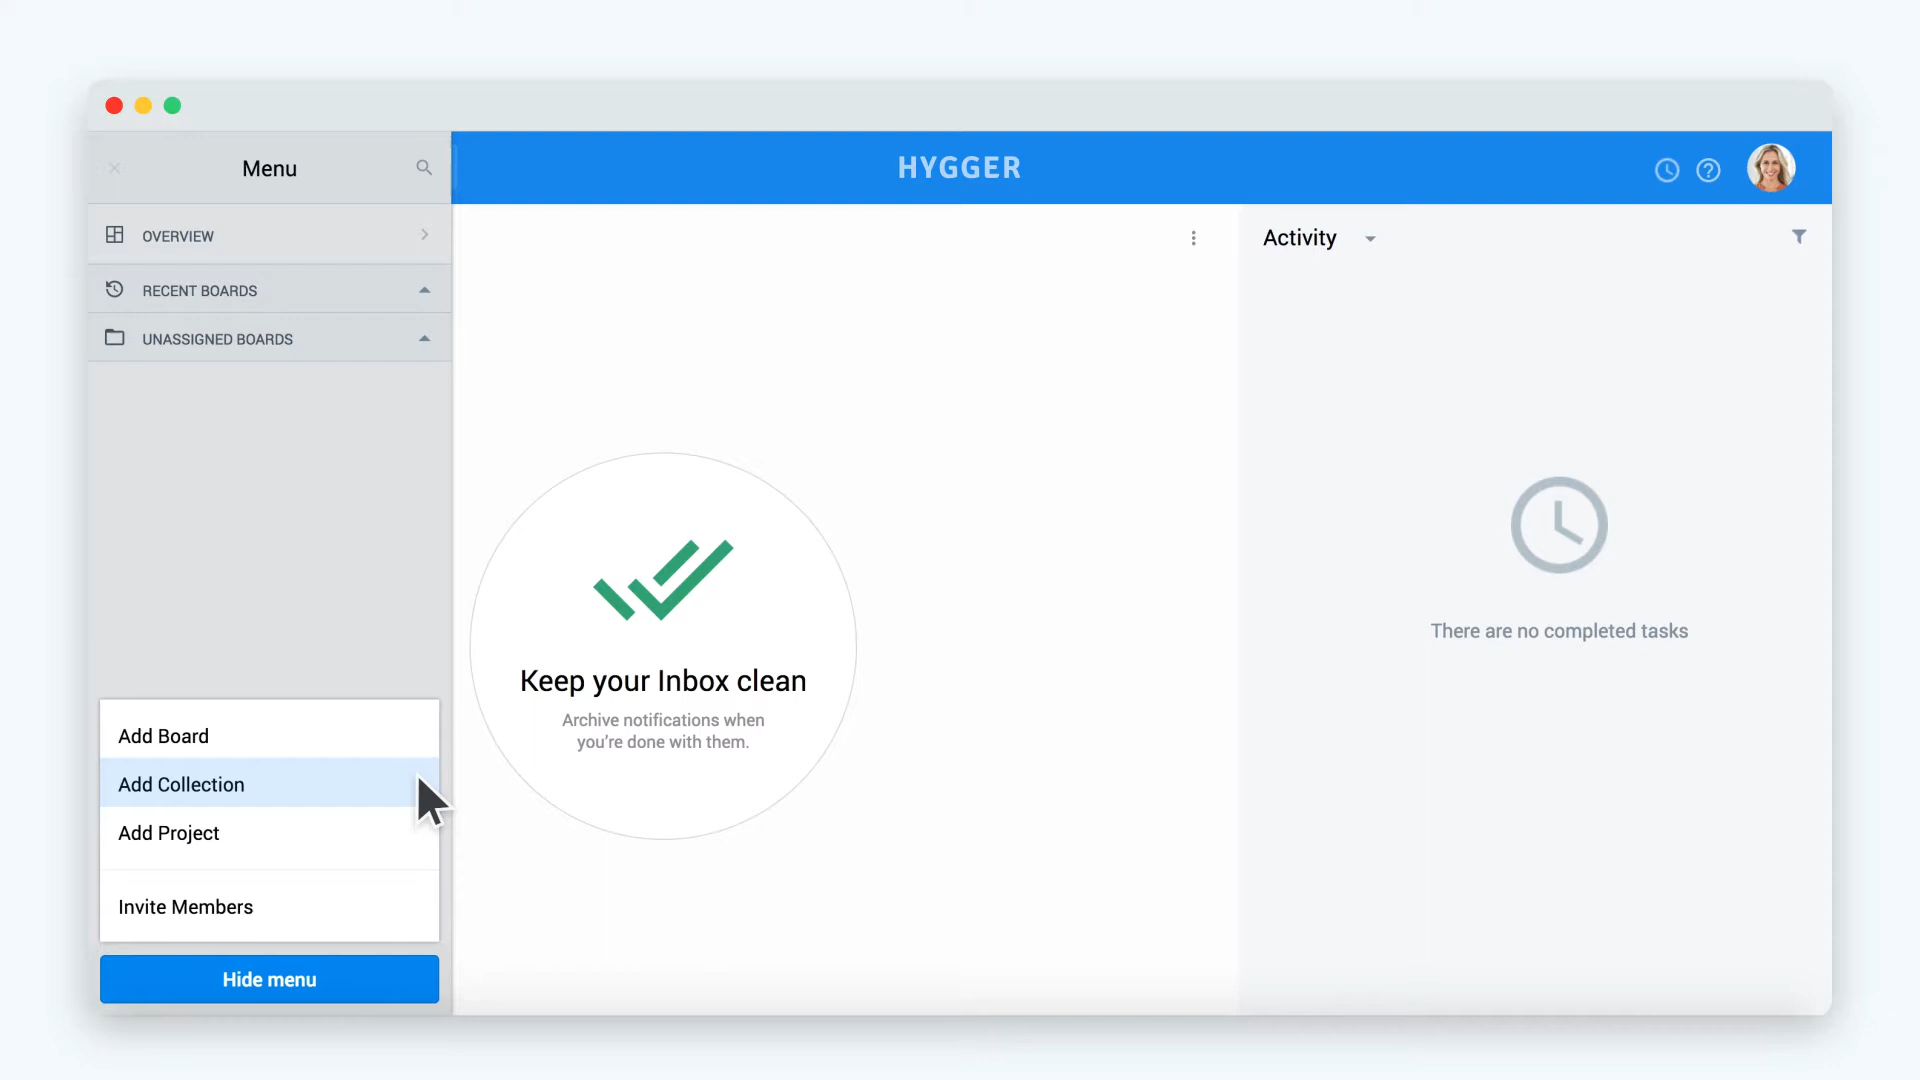 Menu
HYGGER
OVERVIEW
RECENT BOARDS
UNASSIGNED BOARDS
Add Board
Add Collection
Add Project
Invite Members
Hide menu
Keep your Inbox clean
Archive notifications when
you're done with them.
Activity
There are no completed tasks